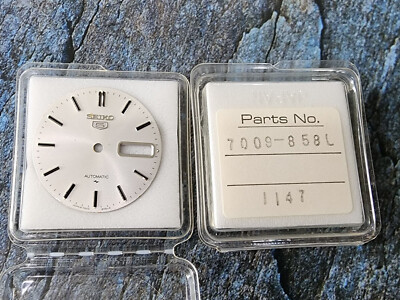 SEIKO
5
AUTOMATIC
Parts No.
7009-858L
1147